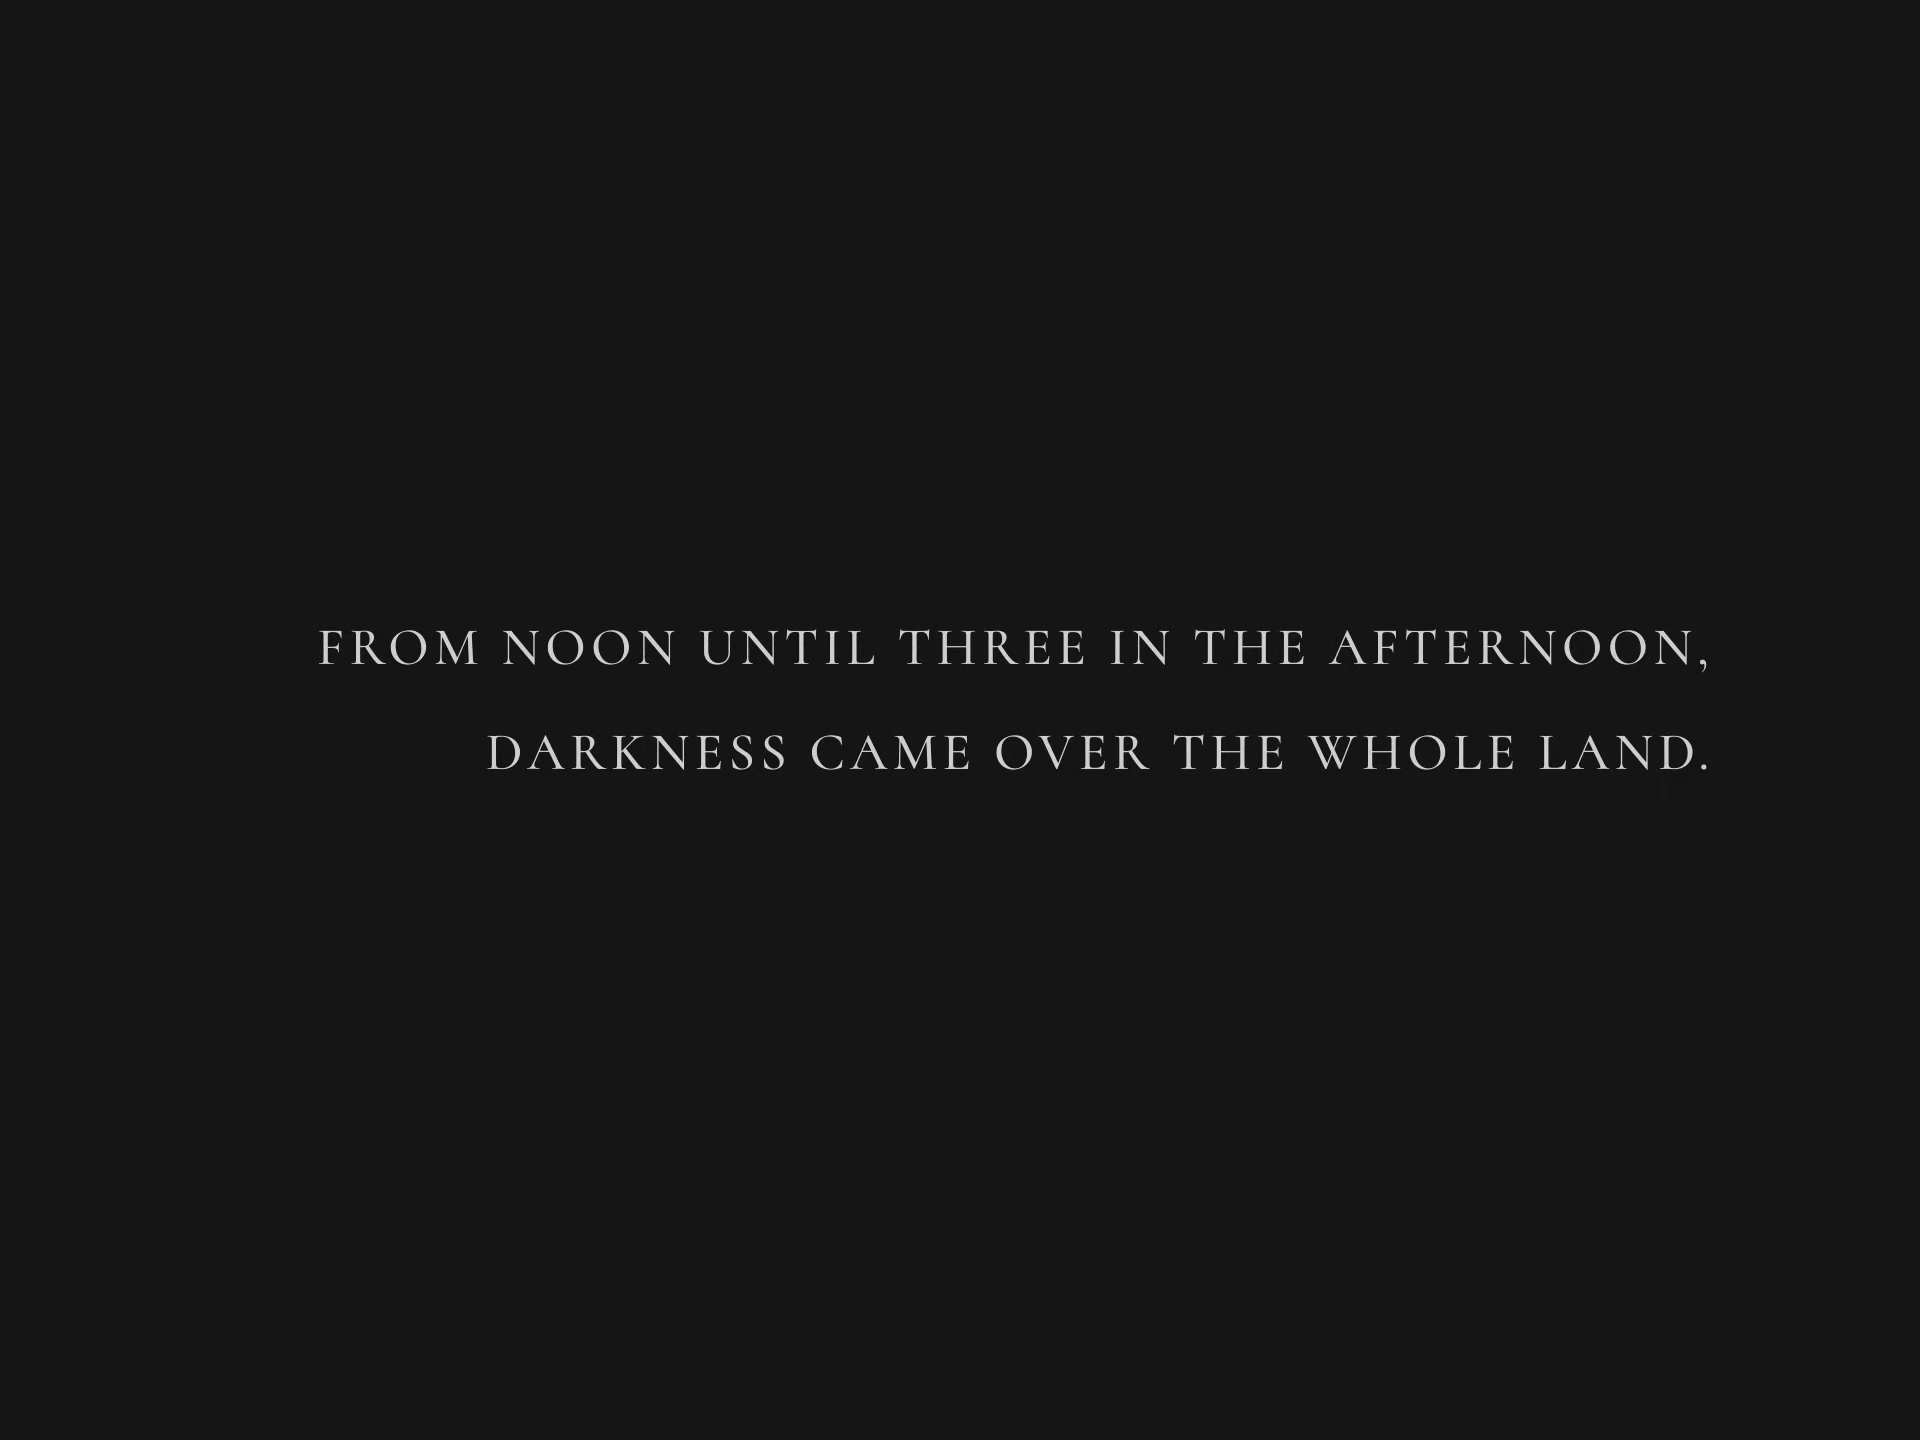 FROM NOON UNTIL THREE IN THE AFTERNOON,
DARKNESS CAME OVER THE WHOLE LAND.